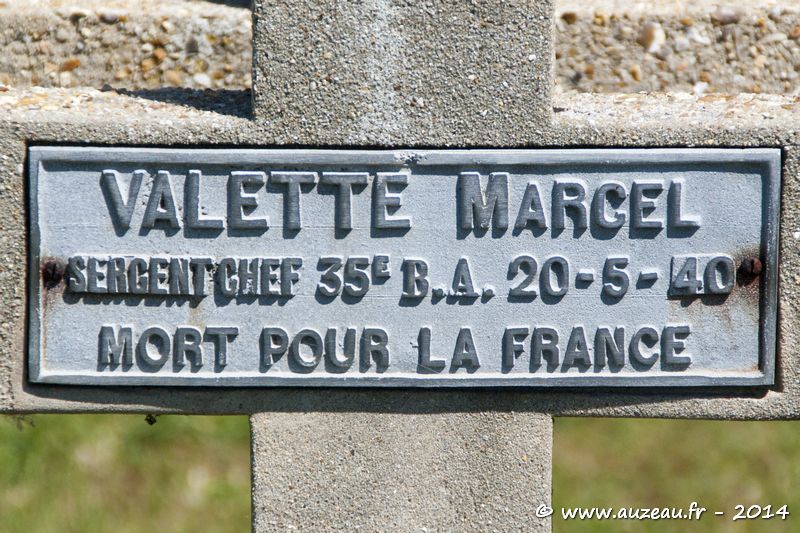 VALETTE MARCEL
SERGENT-CHEF 35E B.A. 20-5-40
MORT POUR LA FRANCE
© www.auzeau.fr - 2014